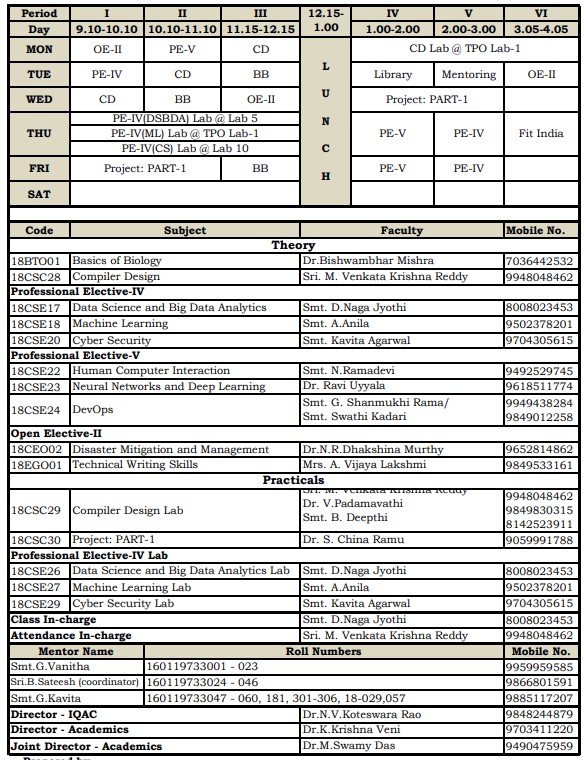 Period I II III 12.15-1.00 IV V VI
Day 9.10-10.10 10.10-11.10 11.15-12.15 1.00-2.00 2.00-3.00 3.05-4.05
MON OE-II PE-V CD L U N C H CD Lab @ TPO Lab-1
TUE PE-IV CD BB Library Mentoring OE-II
WED CD BB OE-II Project: PART-1
THU PE-IV(DSBDA) Lab @ Lab 5
PE-IV(ML) Lab @ TPO Lab-1 PE-V PE-IV Fit India
PE-IV(CS) Lab @ Lab 10
FRI Project: PART-1 BB PE-V PE-IV
SAT
Code Subject Faculty Mobile No.
Theory
18BTO01 Basics of Biology Dr.Bishwambhar Mishra 7036442532
18CSC28 Compiler Design Sri. M. Venkata Krishna Reddy 9948048462
Professional Elective-IV
18CSE17 Data Science and Big Data Analytics Smt. D.Naga Jyothi 8008023453
18CSE18 Machine Learning Smt. A.Anila 9502378201
18CSE20 Cyber Security Smt. Kavita Agarwal 9704305615
Professional Elective-V
18CSE22 Human Computer Interaction Smt. N.Ramadevi 9492529745
18CSE23 Neural Networks and Deep Learning Dr. Ravi Uyyala 9618511774
18CSE24 DevOps Smt. G. Shanmukhi Rama/ 9949438284
Smt. Swathi Kadari 9849012258
Open Elective-II
18CEO02 Disaster Mitigation and Management Dr.N.R.Dhakshina Murthy 9652814862
18EGO01 Technical Writing Skills Mrs. A. Vijaya Lakshmi 9849533161
Practicals
18CSC29 Compiler Design Lab Sri. M. Venkata Krishna Reddy 9948048462
Dr. V.Padamavathi 9849830315
Smt. B. Deepthi 8142523911
18CSC30 Project: PART-1 Dr. S. China Ramu 9059991788
Professional Elective-IV Lab
18CSE26 Data Science and Big Data Analytics Lab Smt. D.Naga Jyothi 8008023453
18CSE27 Machine Learning Lab Smt. A.Anila 9502378201
18CSE29 Cyber Security Lab Smt. Kavita Agarwal 9704305615
Class In-charge Smt. D.Naga Jyothi 8008023453
Attendance In-charge Sri. M. Venkata Krishna Reddy 9948048462
Mentor Name Roll Numbers Mobile No.
Smt.G.Vanitha 160119733001 - 023 9959959585
Sri.B.Sateesh (coordinator) 160119733024 - 046 9866801591
Smt.G.Kavita 160119733047 - 060, 181, 301-306, 18-029,057 9885117207
Director - IQAC Dr.N.V.Koteswara Rao 9848244879
Director - Academics Dr.K.Krishna Veni 9703411220
Joint Director - Academics Dr.M.Swamy Das 9490475959